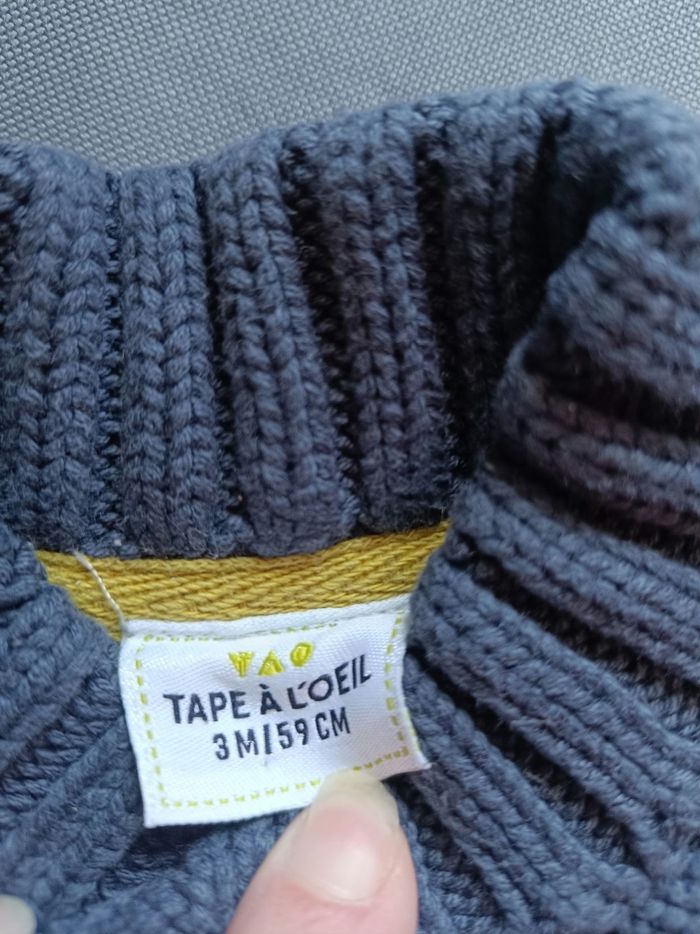 TAO
TAPE À L'OEIL
3 M/59 CM